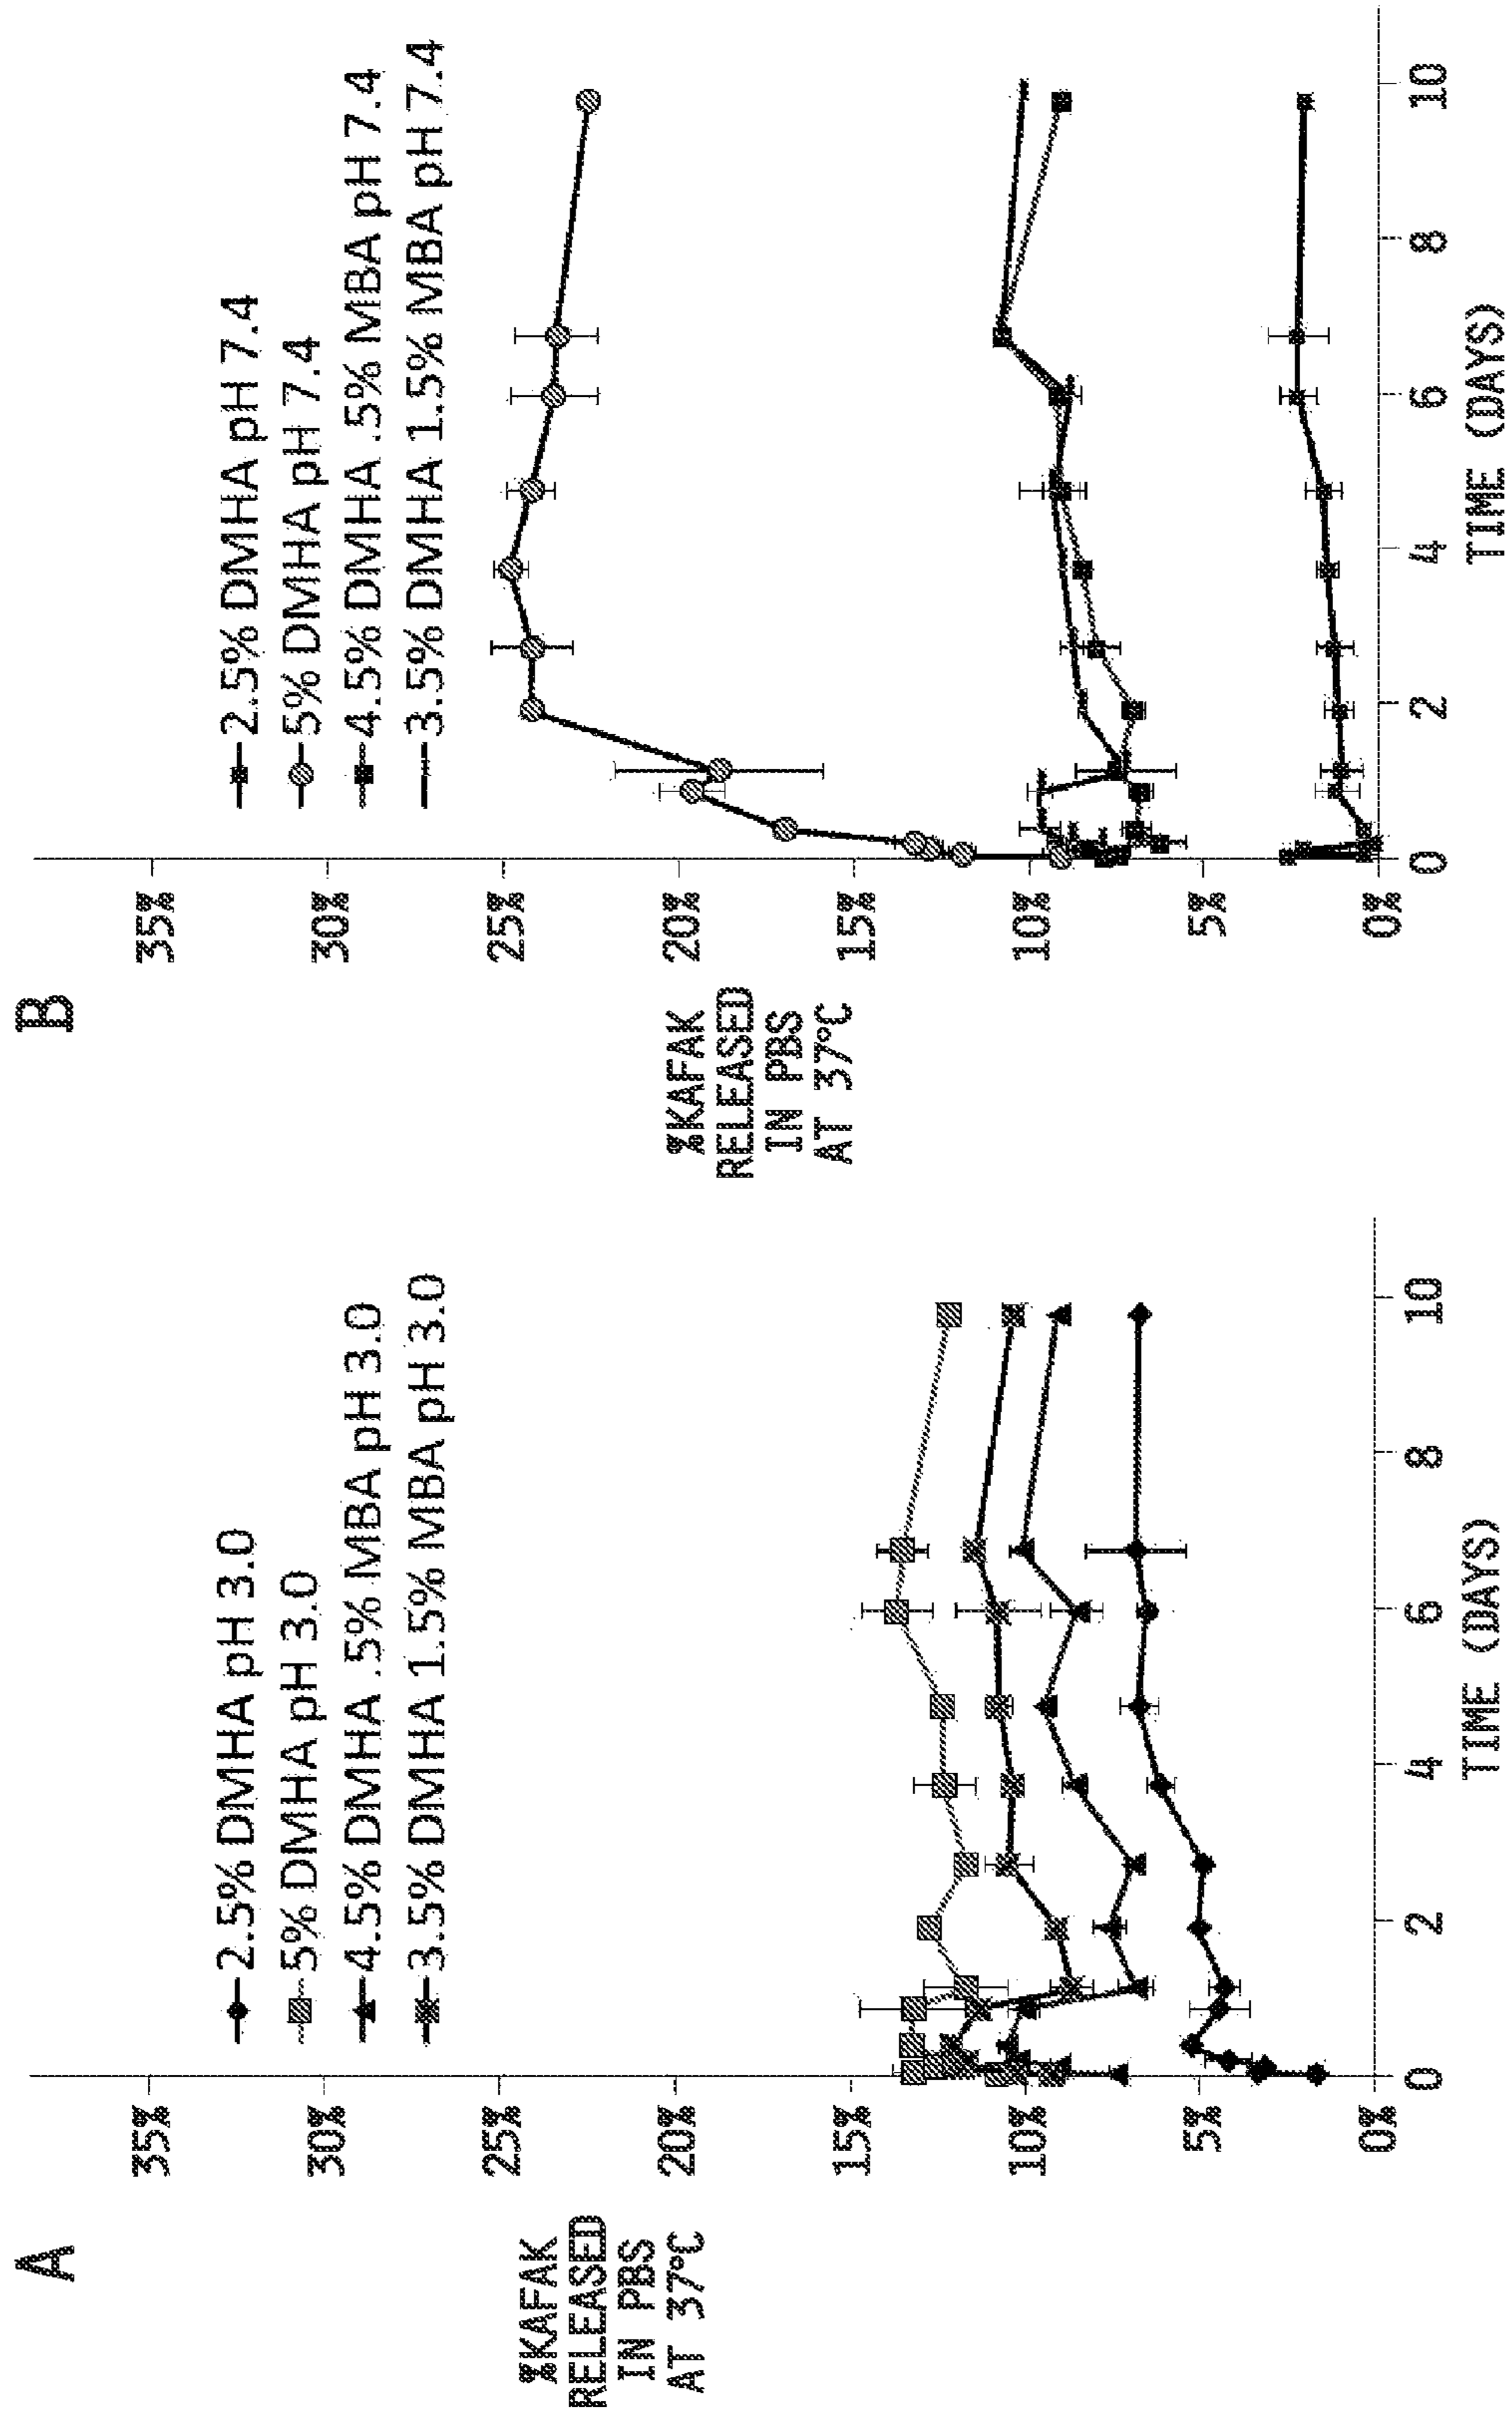 A
%KAFAK
RELEASED
IN PBS
AT 37°C
35%
30%
25%
20%
15%
10%
5%
0%
2.5% DMHA pH 3.0
5% DMHA pH 3.0
4.5% DMHA .5% MBA pH 3.0
3.5% DMHA 1.5% MBA pH 3.0
0
2
4
6
8
10
TIME (DAYS)
B
%KAFAK
RELEASED
IN PBS
AT 37°C
35%
30%
25%
20%
15%
10%
5%
0%
2.5% DMHA pH 7.4
5% DMHA pH 7.4
4.5% DMHA .5% MBA pH 7.4
3.5% DMHA 1.5% MBA pH 7.4
0
2
4
6
8
10
TIME (DAYS)